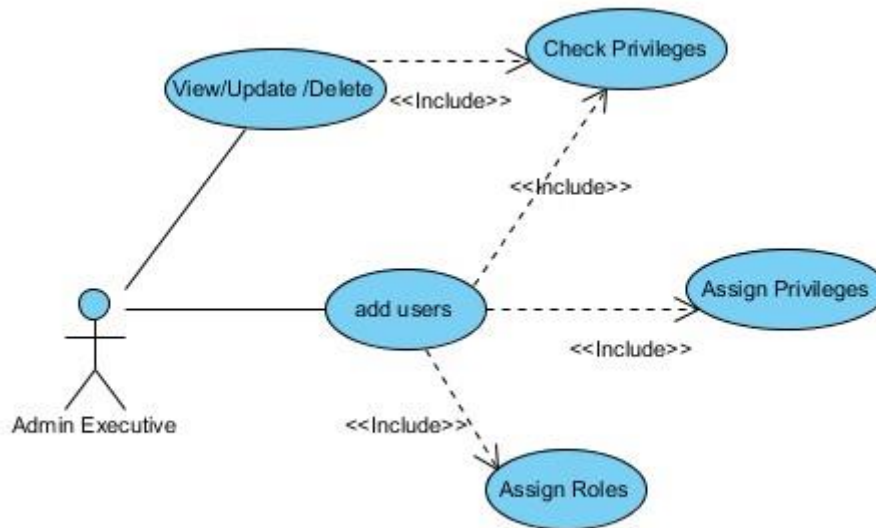 Check Privileges
View/Update /Delete
<<Include>>
<<Include>>
Assign Privileges
add users
<<Include>>
Admin Executive
<<Include>>
Assign Roles